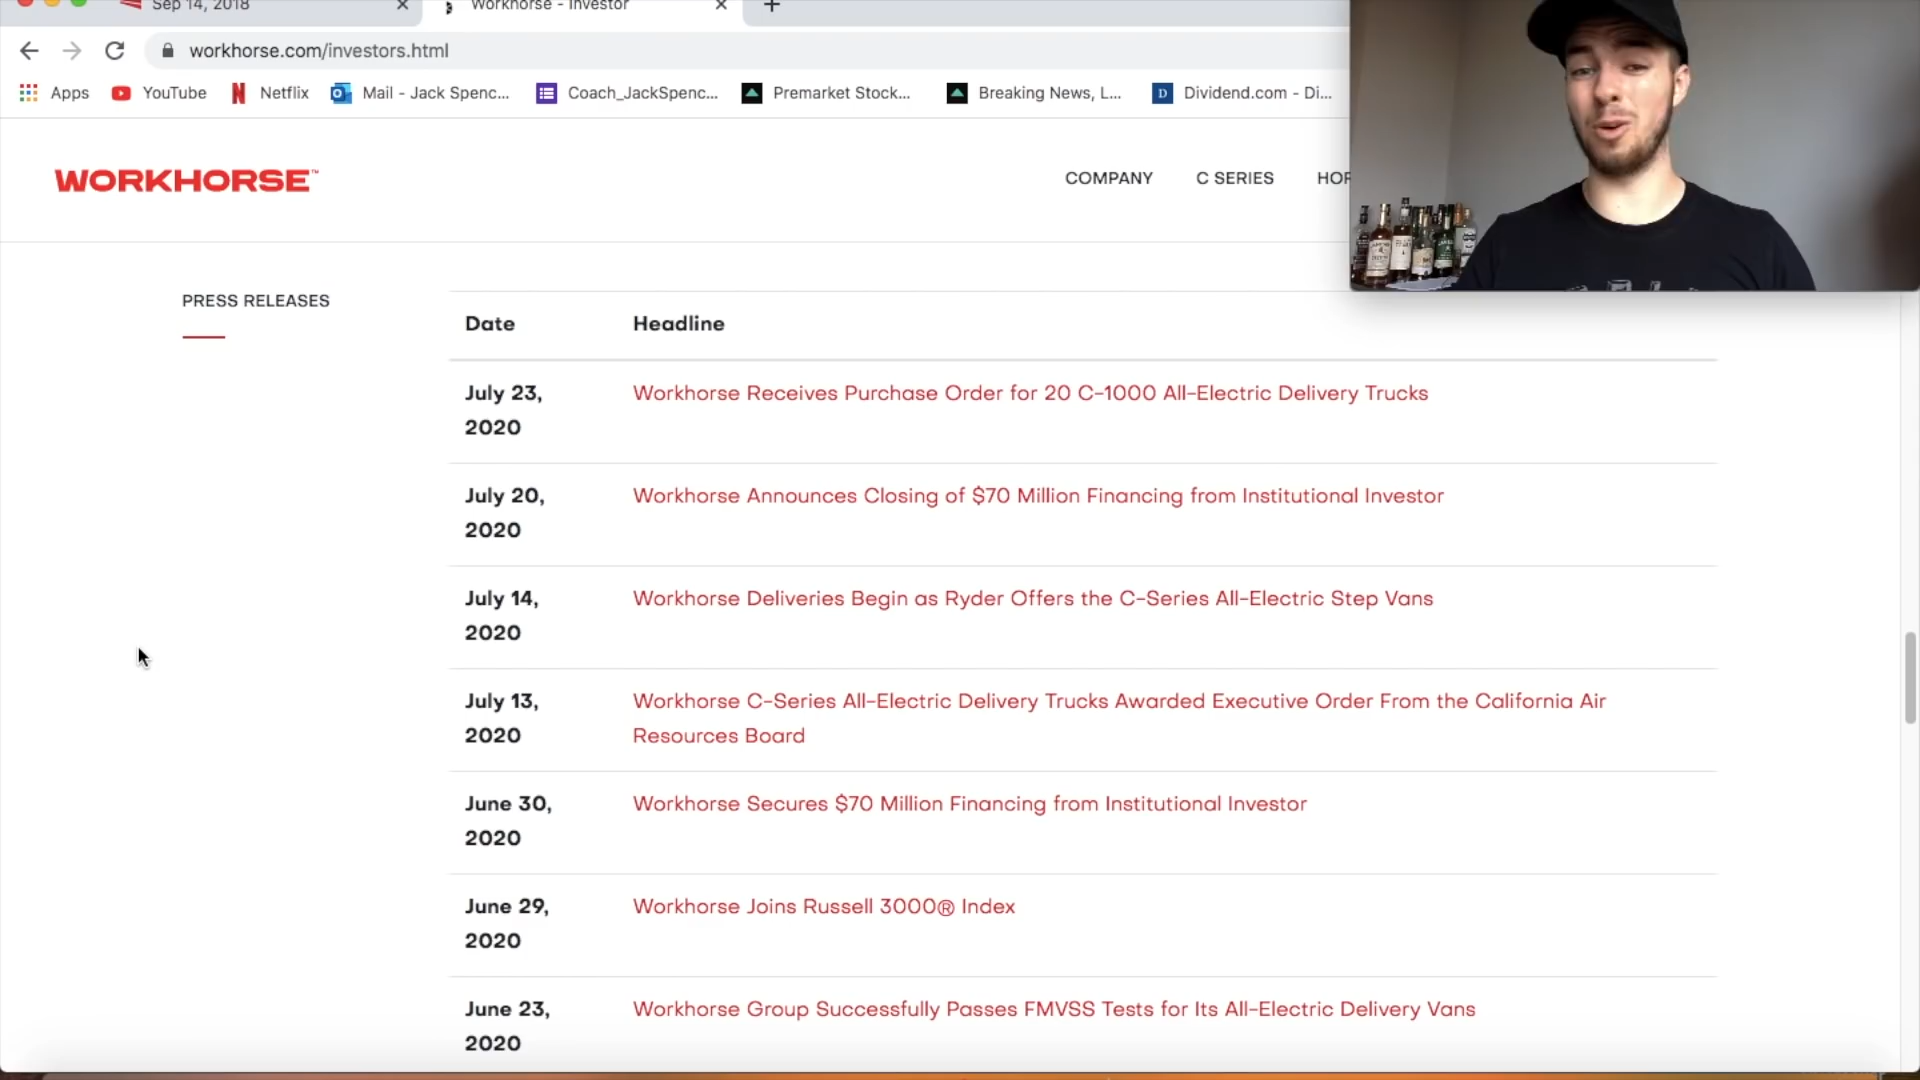 Sep 14, 2018
Workhorse - Investor
workhorse.com/investors.html
Apps YouTube Netflix Mail - Jack Spenc... Coach_JackSpenc... Premarket Stock... Breaking News, L... Dividend.com - Di...
WORKHORSE™
COMPANY C SERIES HOR
PRESS RELEASES
Date Headline
July 23, Workhorse Receives Purchase Order for 20 C-1000 All-Electric Delivery Trucks
2020
July 20, Workhorse Announces Closing of $70 Million Financing from Institutional Investor
2020
July 14, Workhorse Deliveries Begin as Ryder Offers the C-Series All-Electric Step Vans
2020
July 13, Workhorse C-Series All-Electric Delivery Trucks Awarded Executive Order From the California Air
2020 Resources Board
June 30, Workhorse Secures $70 Million Financing from Institutional Investor
2020
June 29, Workhorse Joins Russell 3000® Index
2020
June 23, Workhorse Group Successfully Passes FMVSS Tests for Its All-Electric Delivery Vans
2020